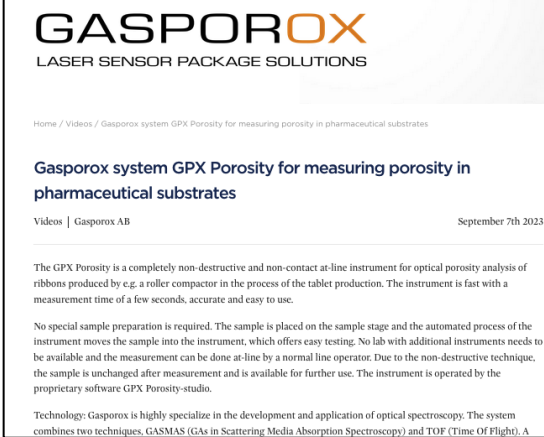 GASPOROX
LASER SENSOR PACKAGE SOLUTIONS
Home / Videos / Gasporox system GPX Porosity for measuring porosity in pharmaceutical substrates
Gasporox system GPX Porosity for measuring porosity in
pharmaceutical substrates
Videos | Gasporox AB September 7th 2023
The GPX Porosity is a completely non-destructive and non-contact at-line instrument for optical porosity analysis of
ribbons produced by e.g. a roller compactor in the process of the tablet production. The instrument is fast with a
measurement time of a few seconds, accurate and easy to use.
No special sample preparation is required. The sample is placed on the sample stage and the automated process of the
instrument moves the sample into the instrument, which offers easy testing. No lab with additional instruments needs to
be available and the measurement can be done at-line by a normal line operator. Due to the non-destructive technique,
the sample is unchanged after measurement and is available for further use. The instrument is operated by the
proprietary software GPX Porosity-studio.
Technology: Gasporox is highly specialize in the development and application of optical spectroscopy. The system
combines two techniques, GASMAS (GAs in Scattering Media Absorption Spectroscopy) and TOF (Time Of Flight). A